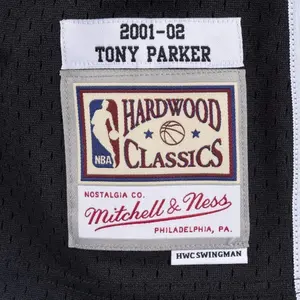 2001-02
TONY PARKER
NBA
HARDWOOD
CLASSICS
NOSTALGIA CO.
Mitchell & Ness
PHILADELPHIA, PA.
HWC SWINGMAN